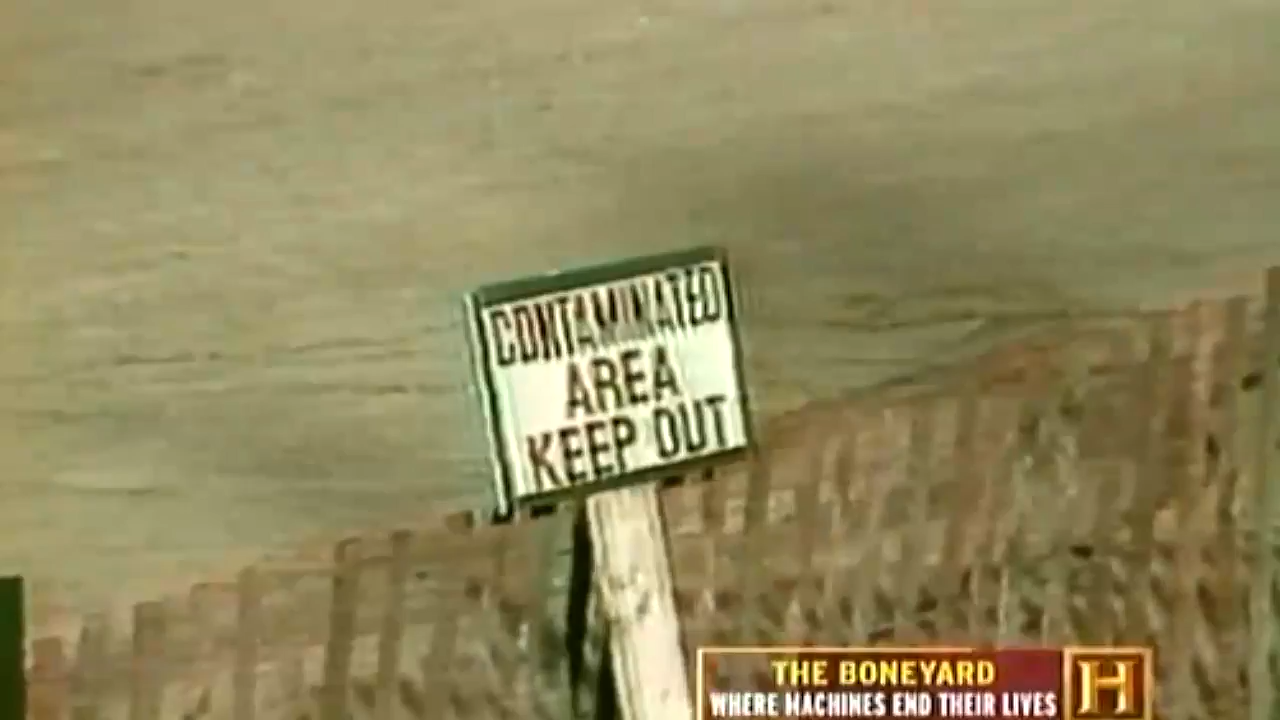 CONTAMINATED
AREA
KEEP OUT
THE BONEYARD
WHERE MACHINES END THEIR LIVES
H